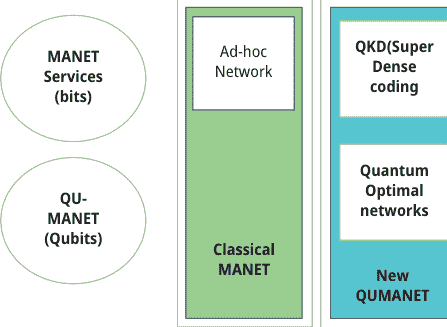 MANET
Services
(bits)
QU-
MANET
(Qubits)
Ad-hoc
Network
Classical
MANET
QKD(Super
Dense
coding
Quantum
Optimal
networks
New
QUMANET